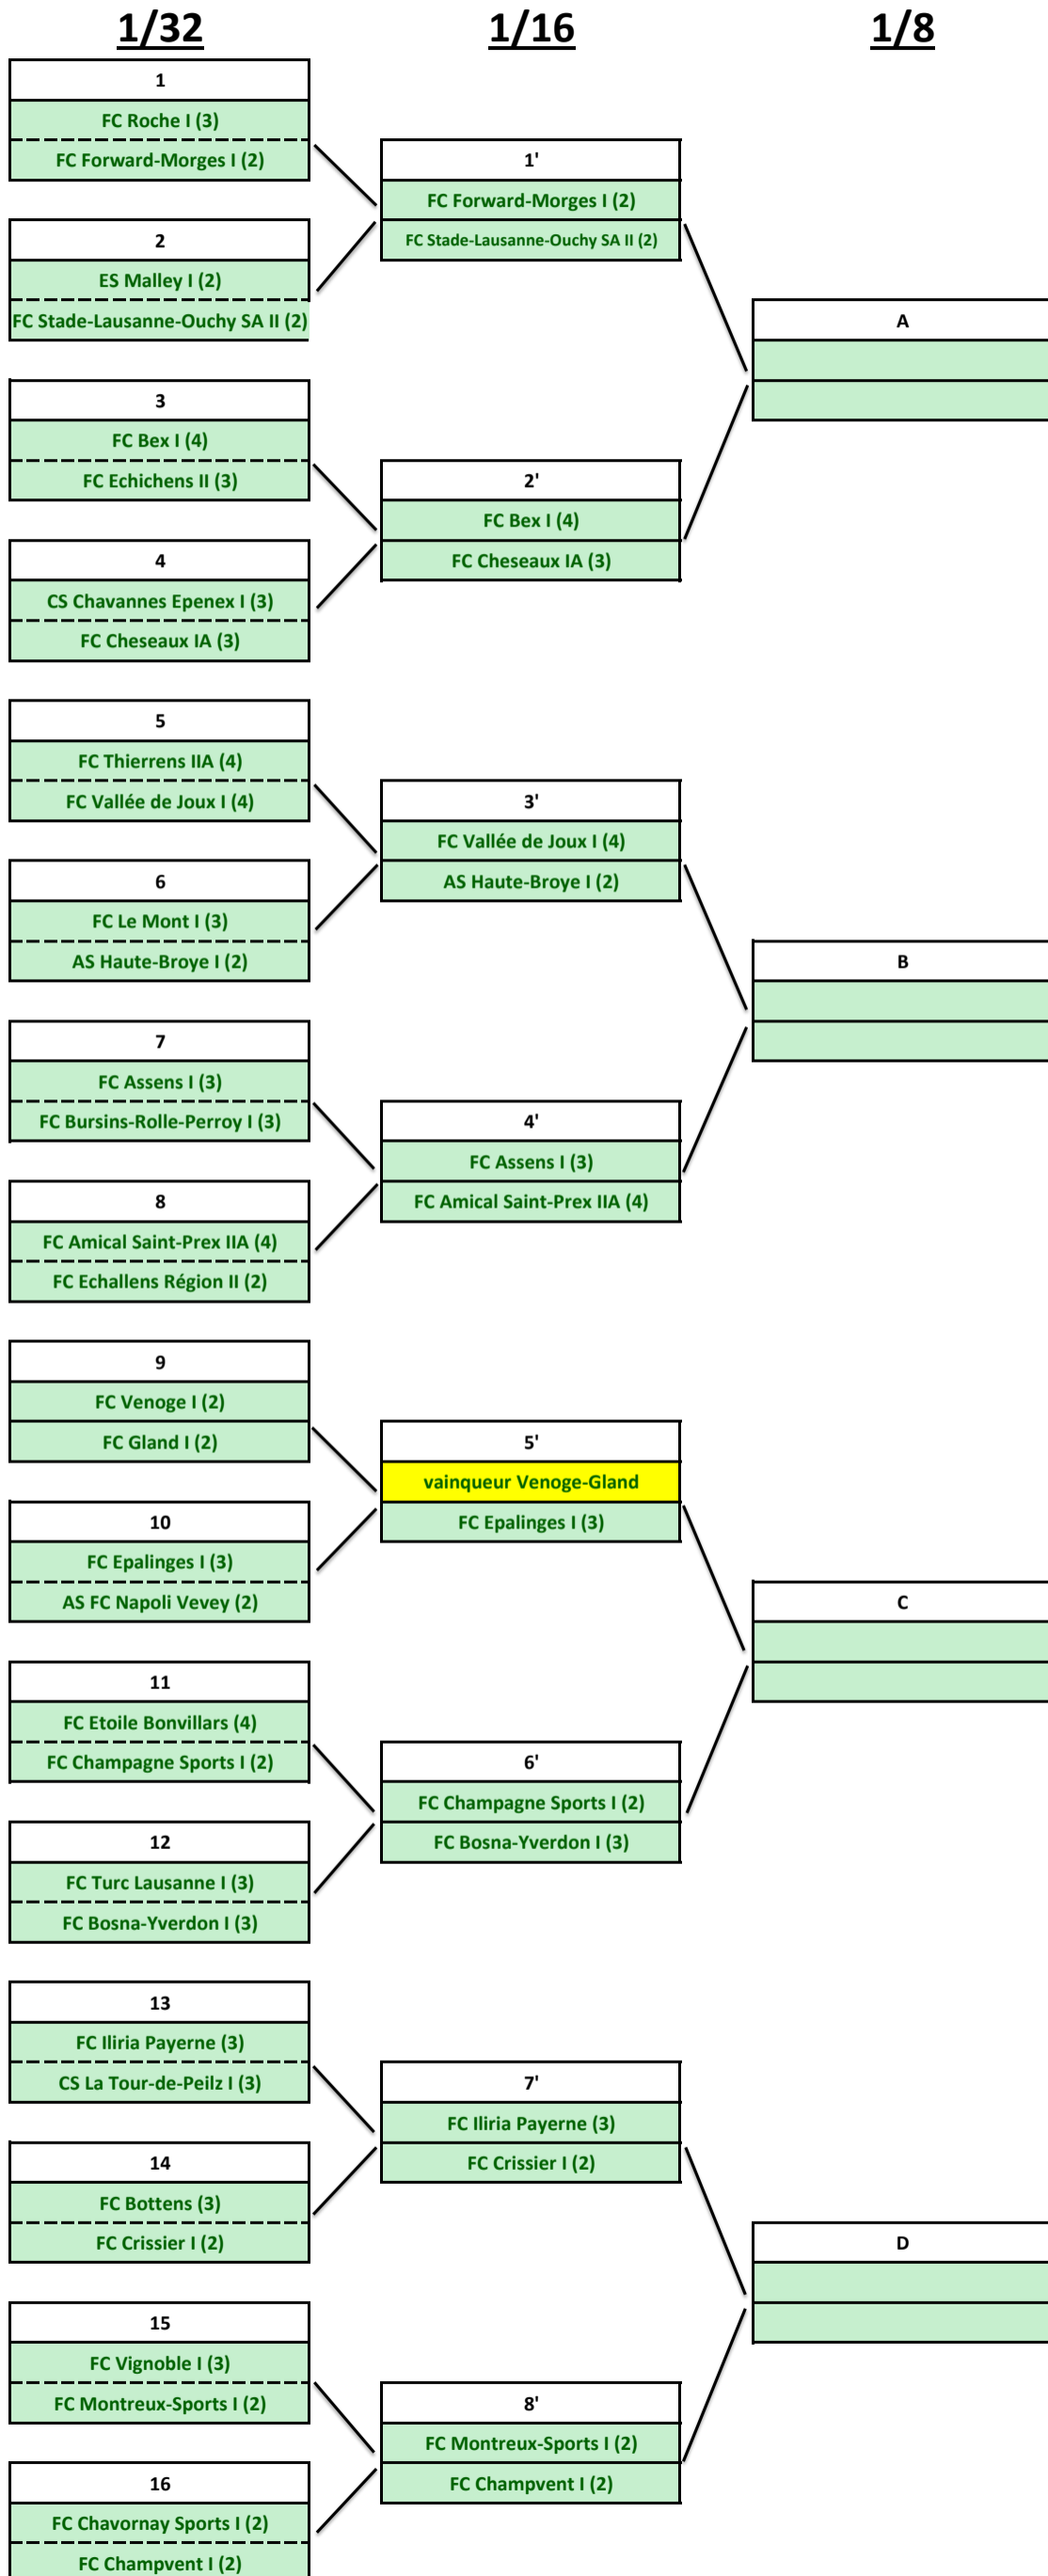 1/32
1/16
1/8
1
FC Roche I (3)
FC Forward-Morges I (2)
2
ES Malley I (2)
FC Stade-Lausanne-Ouchy SA II (2)
3
FC Bex I (4)
FC Echichens II (3)
4
CS Chavannes Epenex I (3)
FC Cheseaux IA (3)
5
FC Thierrens IIA (4)
FC Vallée de Joux I (4)
6
FC Le Mont I (3)
AS Haute-Broye I (2)
7
FC Assens I (3)
FC Bursins-Rolle-Perroy I (3)
8
FC Amical Saint-Prex IIA (4)
FC Echallens Région II (2)
9
FC Venoge I (2)
FC Gland I (2)
10
FC Epalinges I (3)
AS FC Napoli Vevey (2)
11
FC Etoile Bonvillars (4)
FC Champagne Sports I (2)
12
FC Turc Lausanne I (3)
FC Bosna-Yverdon I (3)
13
FC Iliria Payerne (3)
CS La Tour-de-Peilz I (3)
14
FC Bottens (3)
FC Crissier I (2)
15
FC Vignoble I (3)
FC Montreux-Sports I (2)
16
FC Chavornay Sports I (2)
FC Champvent I (2)
1'
FC Forward-Morges I (2)
FC Stade-Lausanne-Ouchy SA II (2)
2'
FC Bex I (4)
FC Cheseaux IA (3)
3'
FC Vallée de Joux I (4)
AS Haute-Broye I (2)
4'
FC Assens I (3)
FC Amical Saint-Prex IIA (4)
5'
vainqueur Venoge-Gland
FC Epalinges I (3)
6'
FC Champagne Sports I (2)
FC Bosna-Yverdon I (3)
7'
FC Iliria Payerne (3)
FC Crissier I (2)
8'
FC Montreux-Sports I (2)
FC Champvent I (2)
A
B
C
D